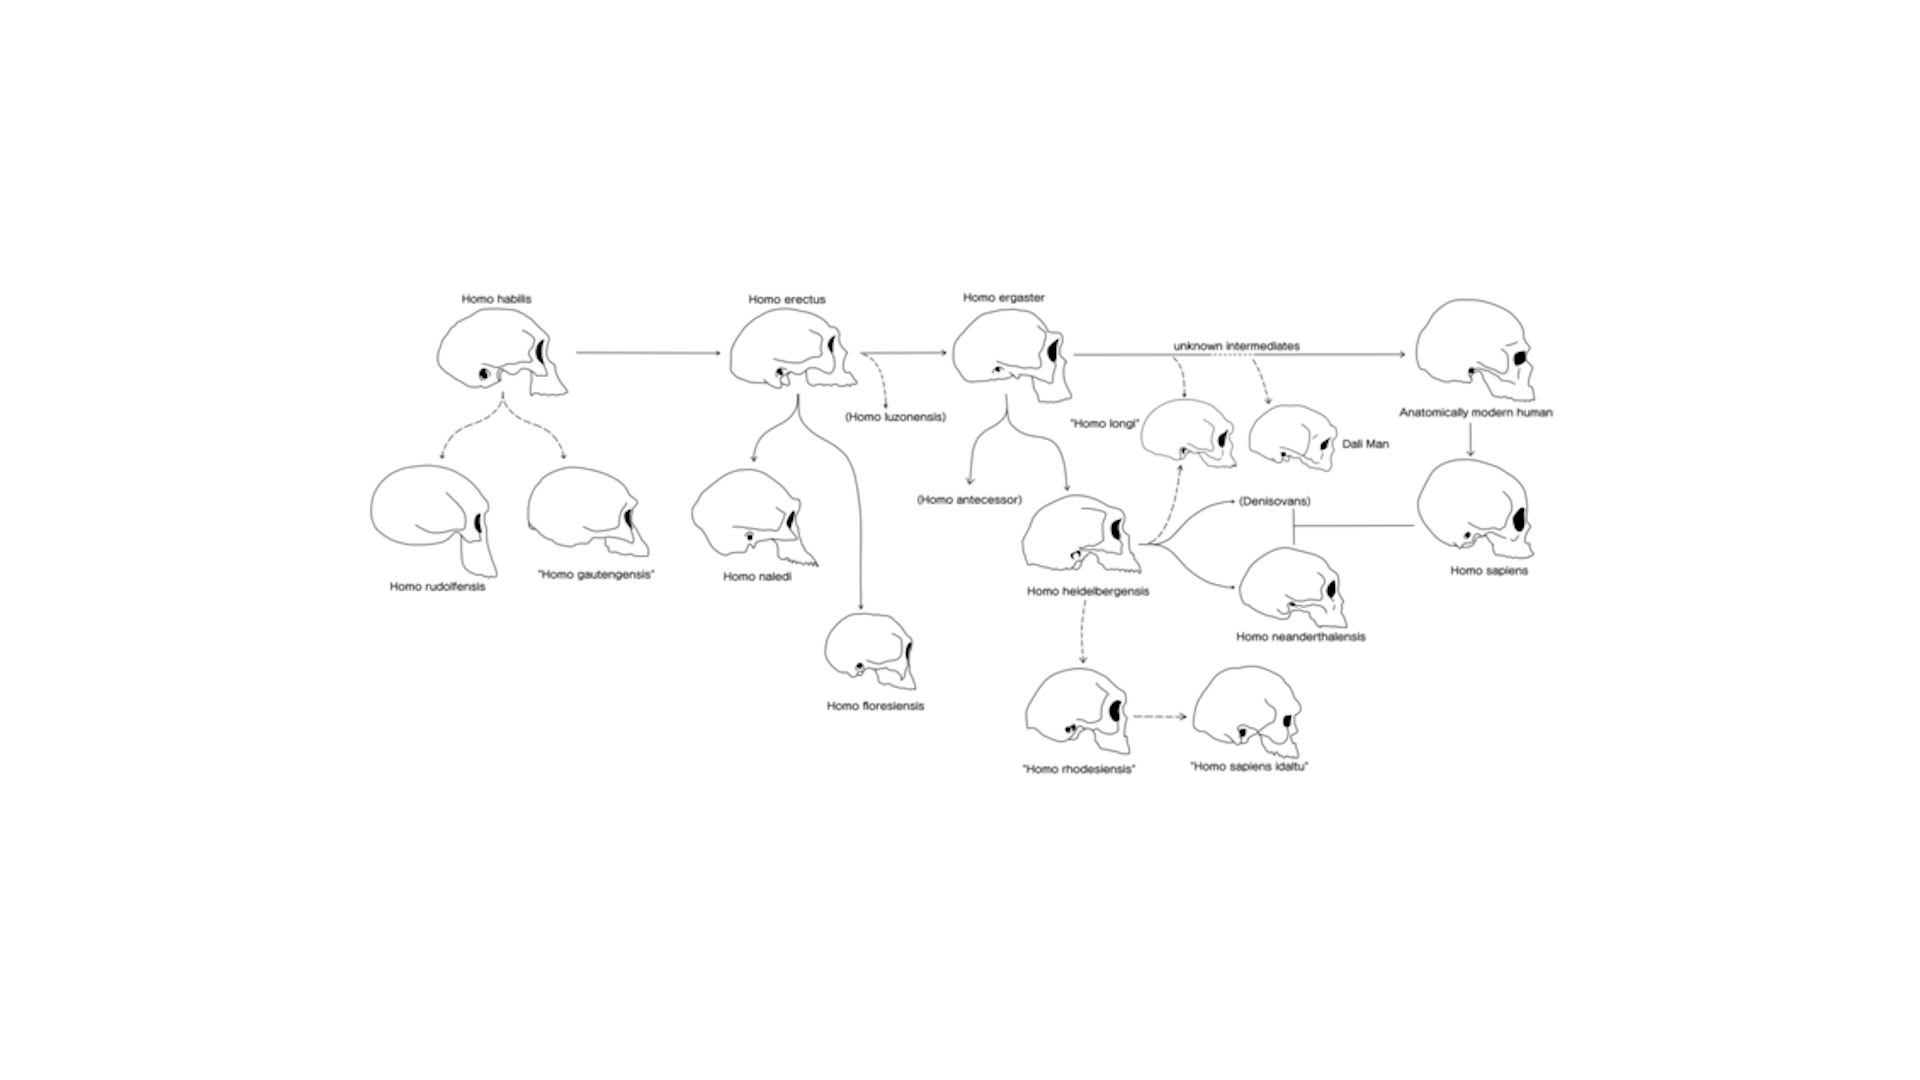 Homo habilis
Homo erectus
Homo ergaster
unknown intermediates
Anatomically modern human
(Homo luzonensis)
"Homo longi"
Dali Man
(Homo antecessor)
(Denisovans)
Homo rudolfensis
"Homo gautengensis"
Homo naledi
Homo heidelbergensis
Homo sapiens
Homo neanderthalensis
Homo floresiensis
"Homo rhodesiensis"
"Homo sapiens idaltu"